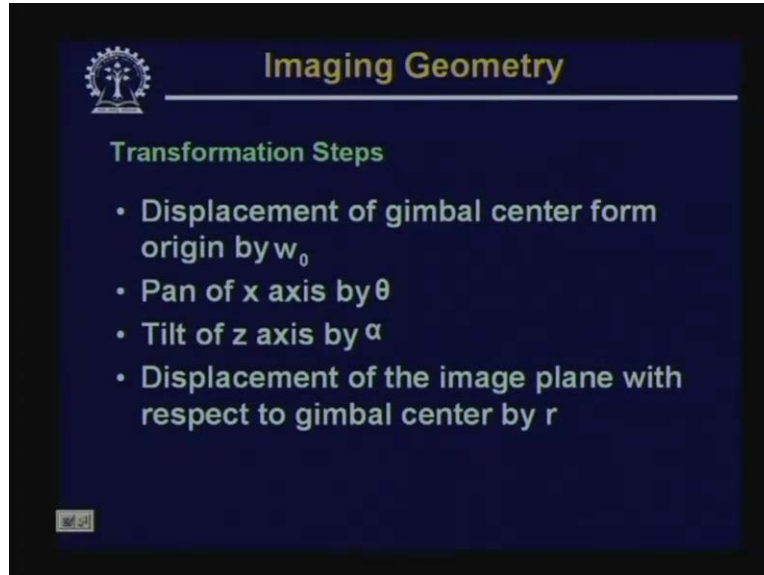 Imaging Geometry
Transformation Steps
• Displacement of gimbal center form
origin by w₀
• Pan of x axis by θ
• Tilt of z axis by α
• Displacement of the image plane with
respect to gimbal center by r